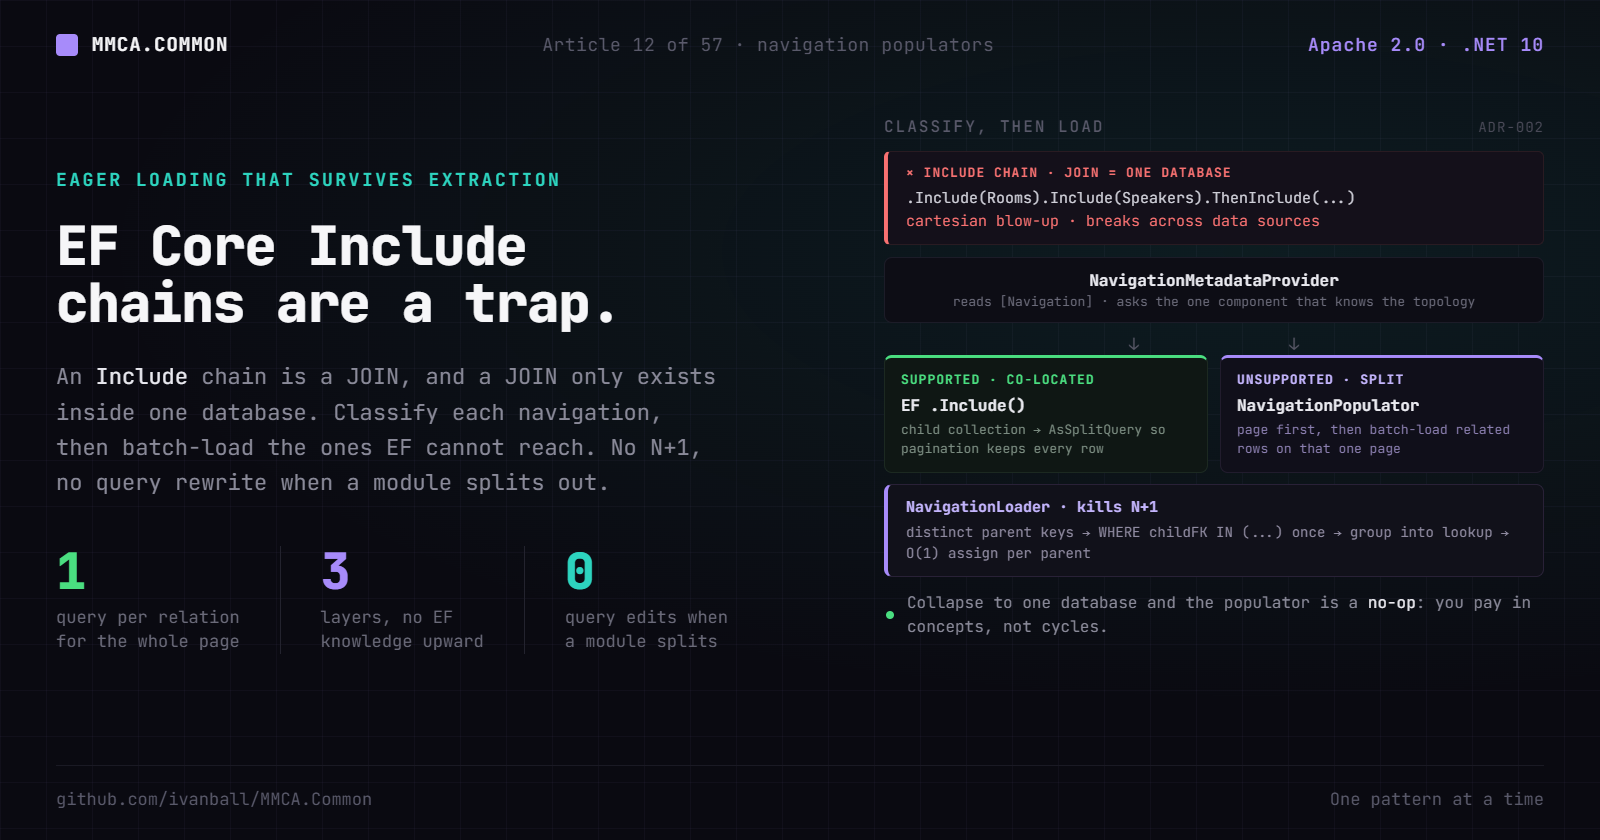 MMCA.COMMON
Article 12 of 57 · navigation populators
Apache 2.0 · .NET 10
EAGER LOADING THAT SURVIVES EXTRACTION
EF Core Include
chains are a trap.
An Include chain is a JOIN, and a JOIN only exists
inside one database. Classify each navigation,
then batch-load the ones EF cannot reach. No N+1,
no query rewrite when a module splits out.
1
query per relation
for the whole page
3
layers, no EF
knowledge upward
0
query edits when
a module splits
CLASSIFY, THEN LOAD
ADR-002
× INCLUDE CHAIN · JOIN = ONE DATABASE
.Include(Rooms).Include(Speakers).ThenInclude(...)
cartesian blow-up · breaks across data sources
NavigationMetadataProvider
reads [Navigation] · asks the one component that knows the topology
↓ ↓
SUPPORTED · CO-LOCATED
EF .Include()
child collection → AsSplitQuery so
pagination keeps every row
UNSUPPORTED · SPLIT
NavigationPopulator
page first, then batch-load related
rows on that one page
NavigationLoader · kills N+1
distinct parent keys → WHERE childFK IN (...) once → group into lookup →
O(1) assign per parent
Collapse to one database and the populator is a no-op: you pay in
concepts, not cycles.
github.com/ivanball/MMCA.Common
One pattern at a time